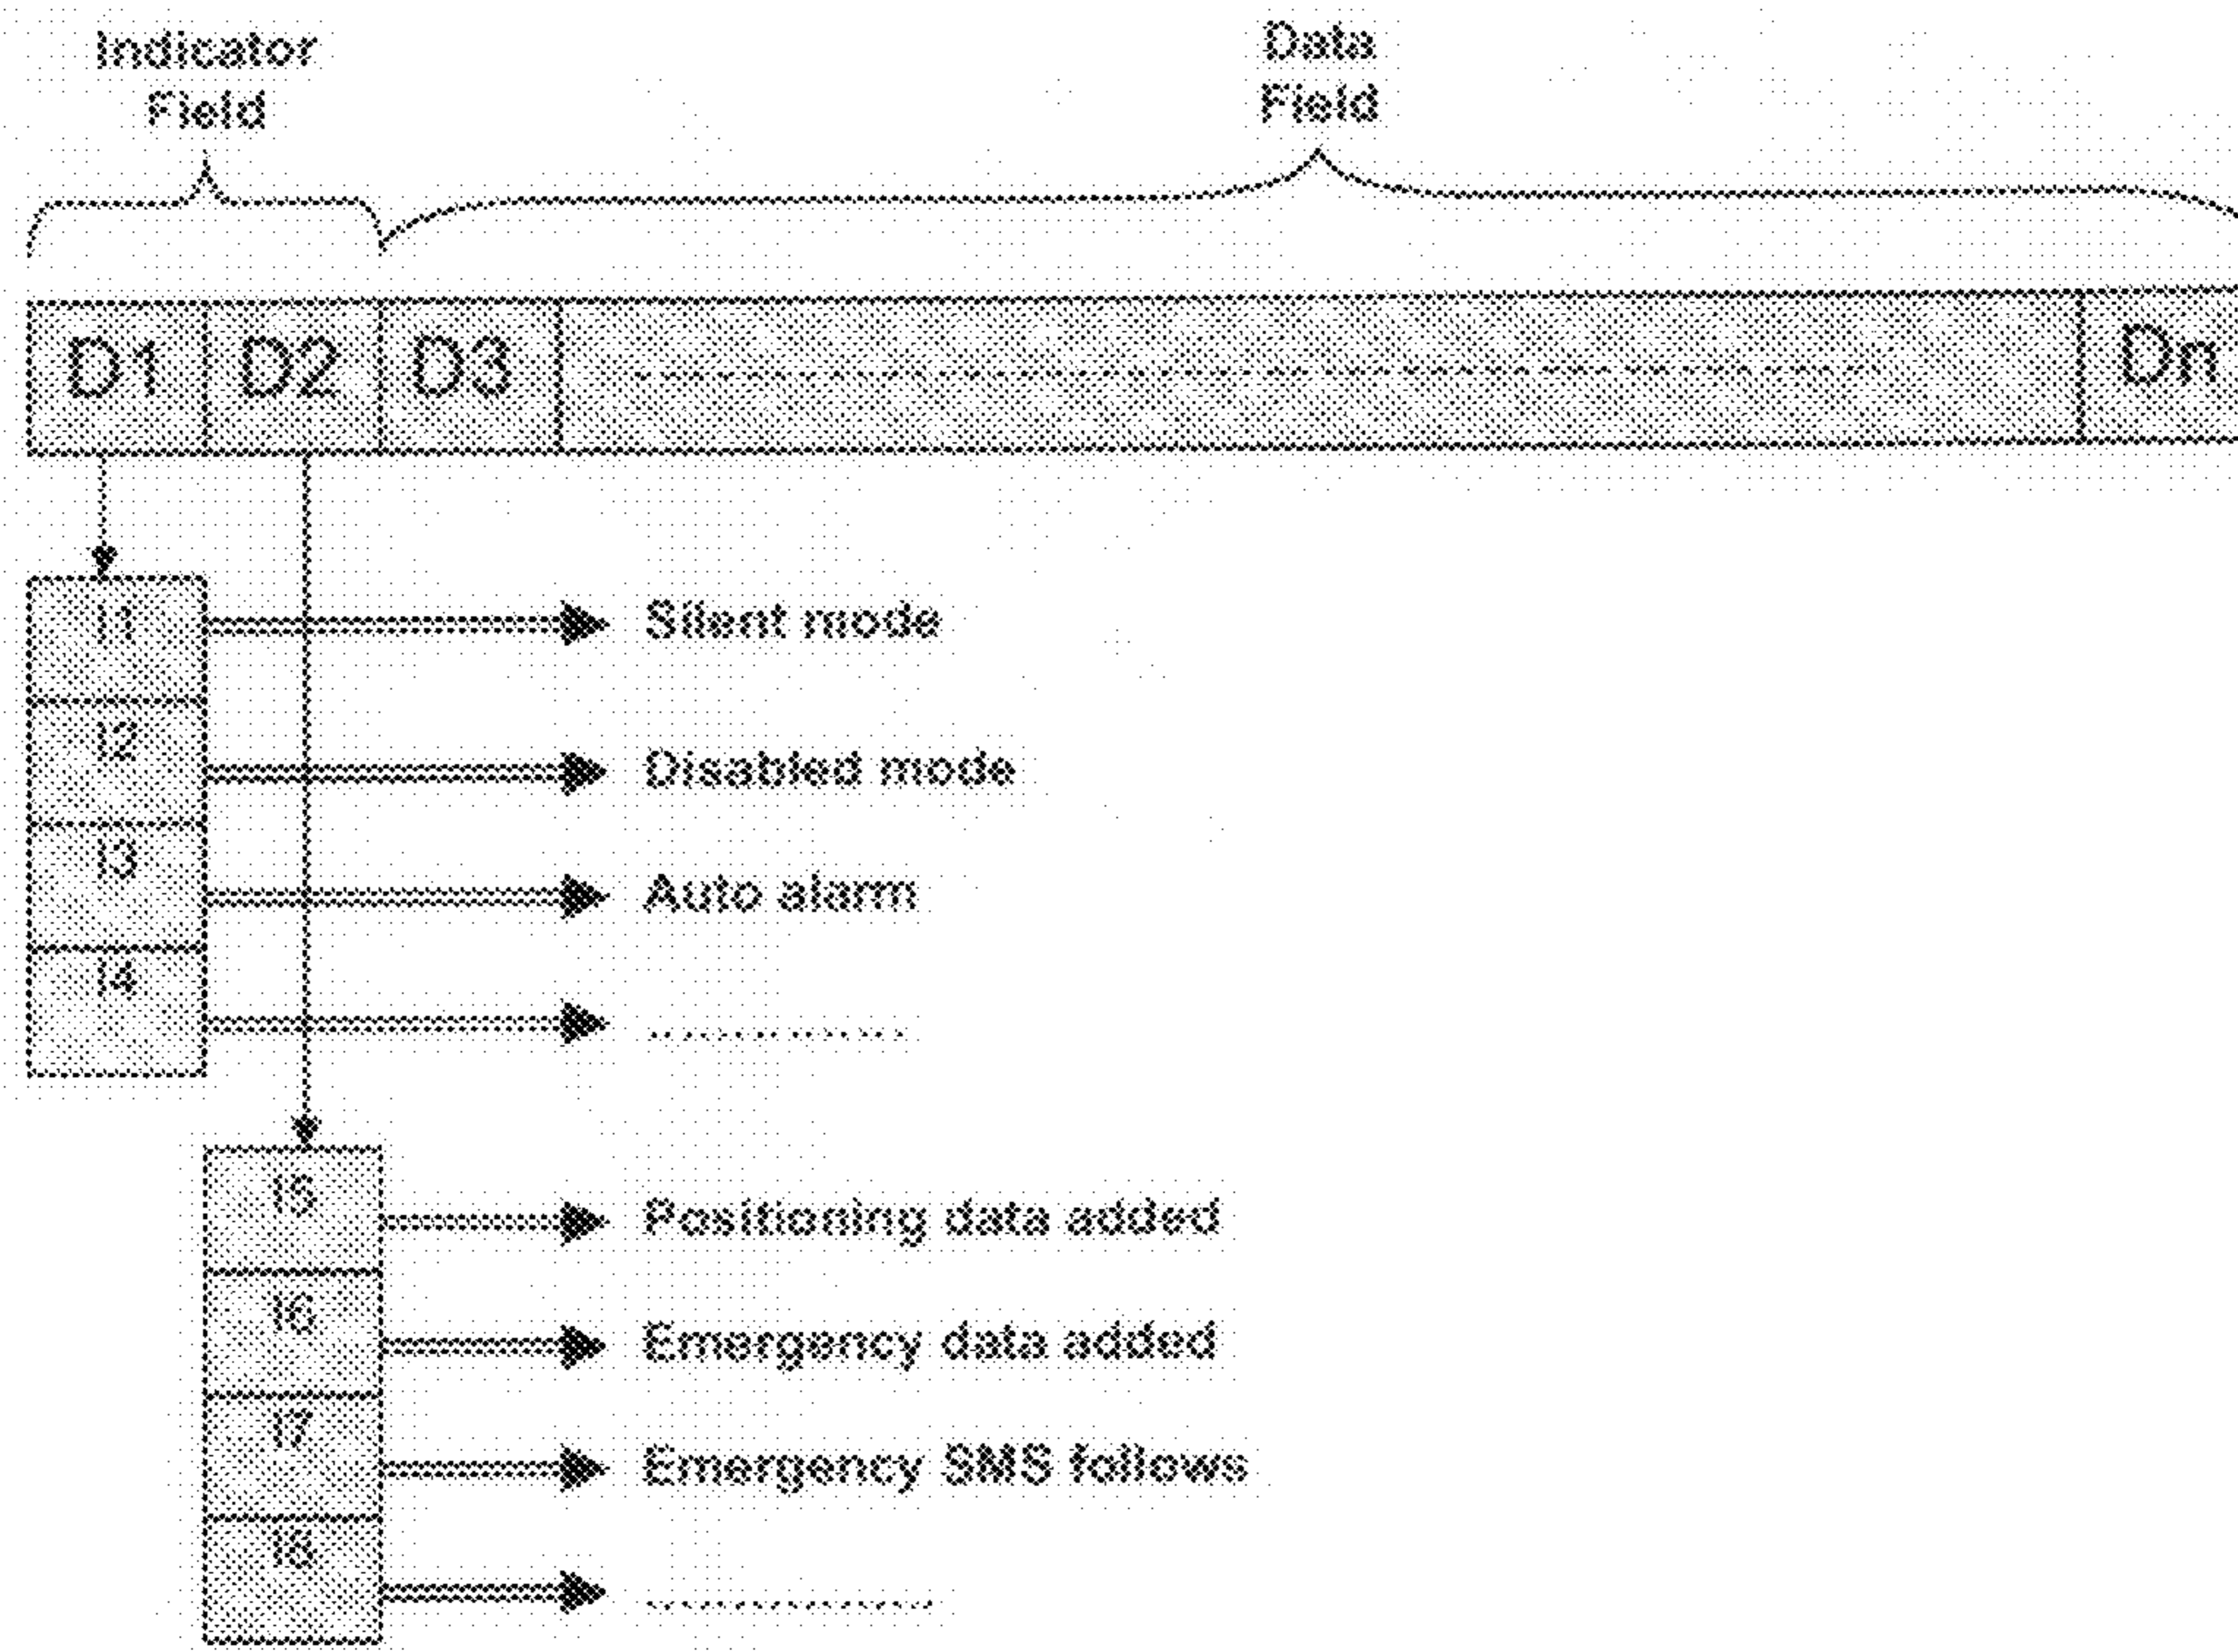 Indicator
Field
Data
Field
D1 D2 D3 Dn
I1 Silent mode
I2 Disabled mode
I3 Auto alarm
I4 ...............
I5 Positioning data added
I6 Emergency data added
I7 Emergency SMS follows
I8 .................